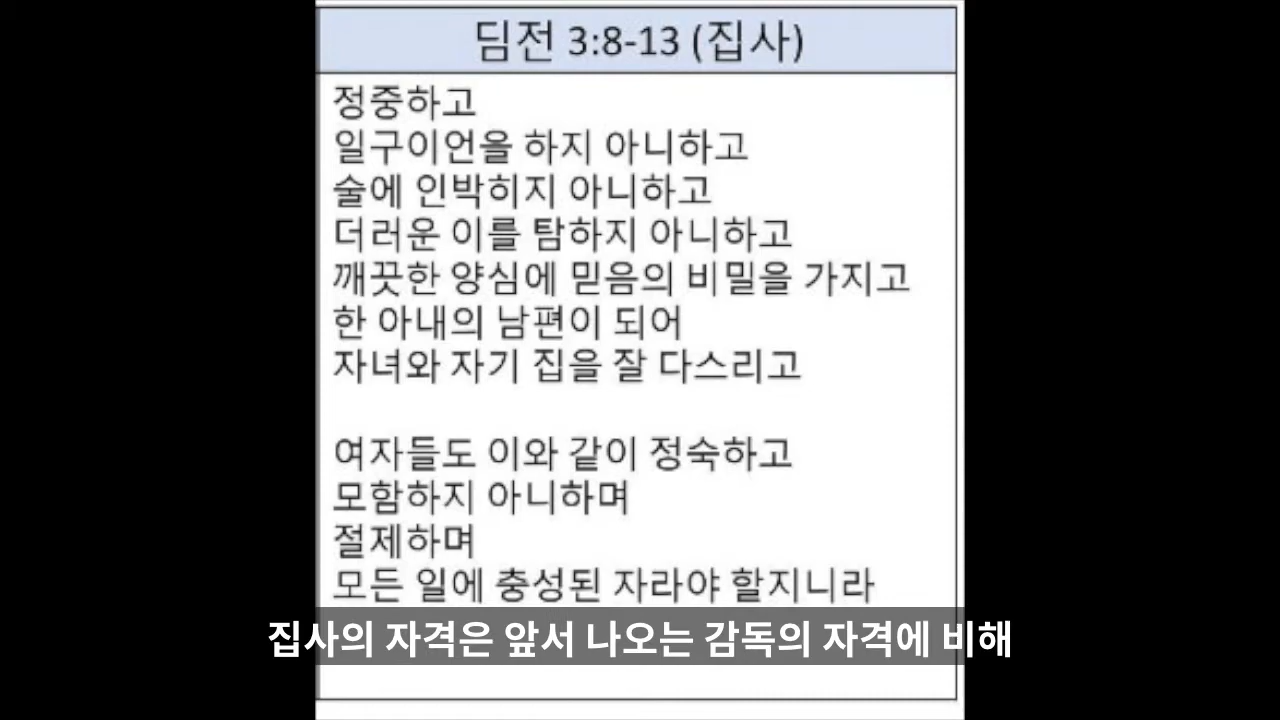 딤전 3:8-13 (집사)
정중하고
일구이언을 하지 아니하고
술에 인박히지 아니하고
더러운 이를 탐하지 아니하고
깨끗한 양심에 믿음의 비밀을 가지고
한 아내의 남편이 되어
자녀와 자기 집을 잘 다스리고
여자들도 이와 같이 정숙하고
모함하지 아니하며
절제하며
모든 일에 충성된 자라야 할지니라
집사의 자격은 앞서 나오는 감독의 자격에 비해